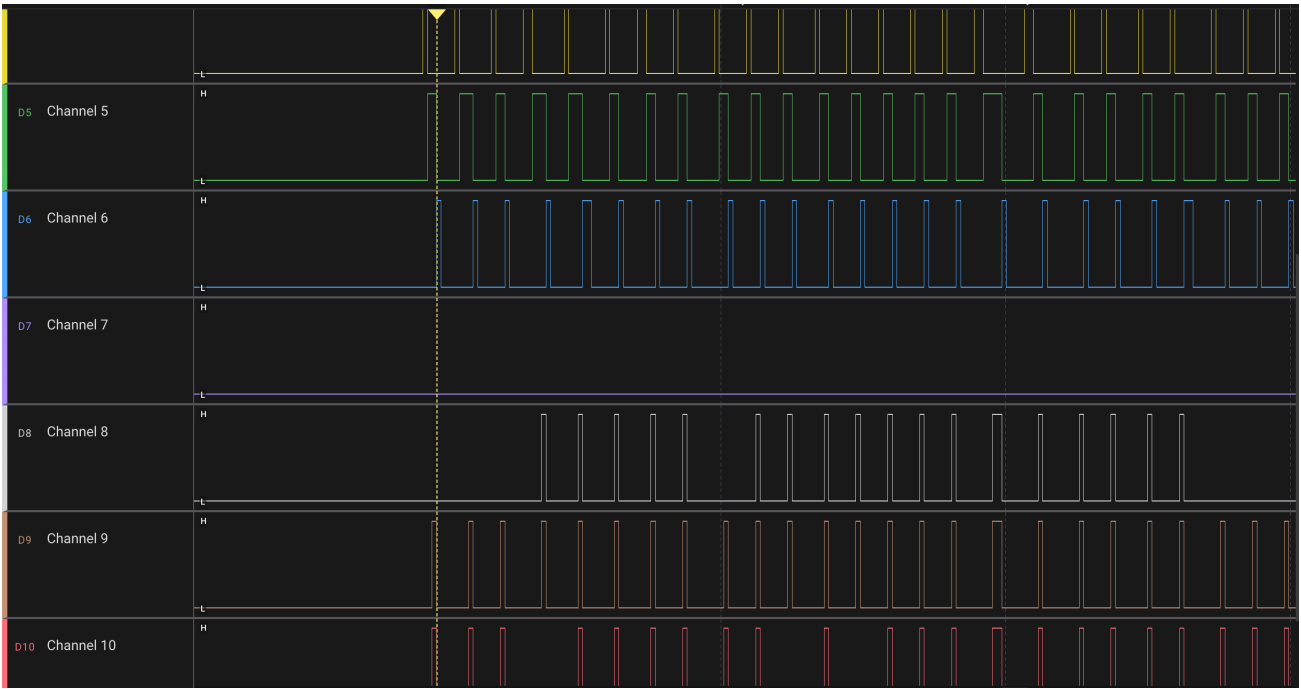 L
D5 Channel 5
H
L
D6 Channel 6
H
L
D7 Channel 7
H
L
D8 Channel 8
H
L
D9 Channel 9
H
L
D10 Channel 10
H